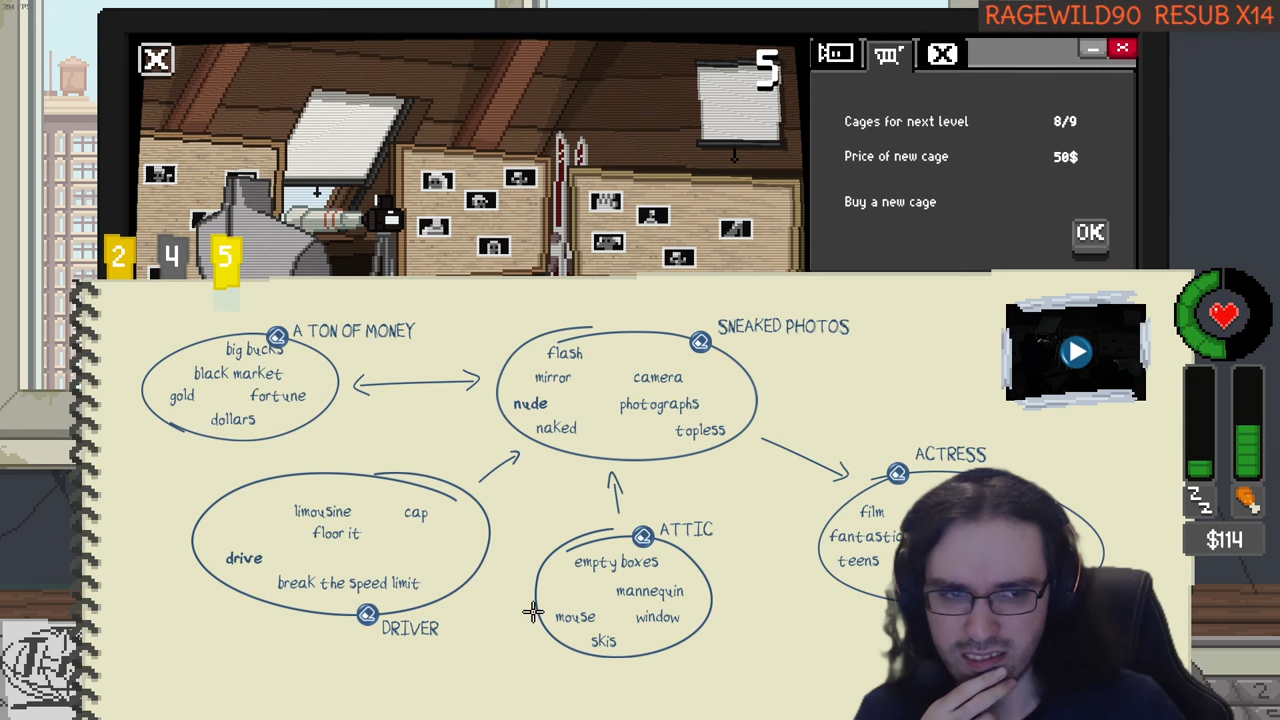 RAGEWILD90 RESUB X14
X
5
X
Cages for next level 8/9
Price of new cage 50$
Buy a new cage
OK
2 4 5
A TON OF MONEY
big bucks
black market
gold fortune
dollars
SNEAKED PHOTOS
flash
mirror camera
nude photographs
naked topless
ACTRESS
film
fantastic
teens
limousine cap
floor it
drive
break the speed limit
DRIVER
ATTIC
empty boxes
mannequin
mouse window
skis
$114